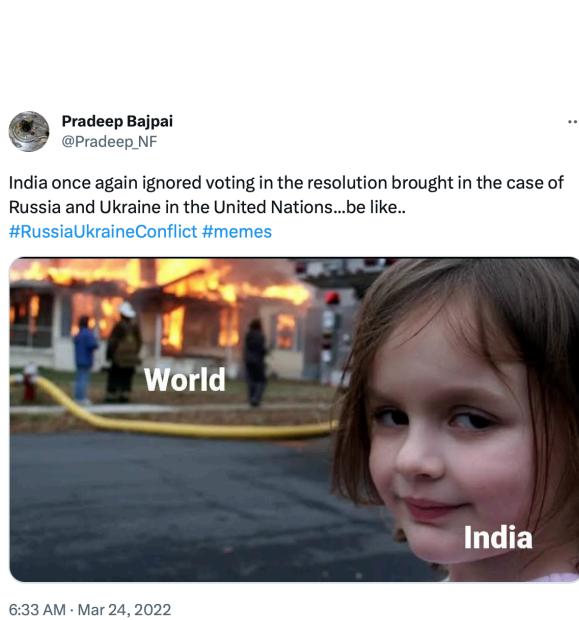 Pradeep Bajpai
@Pradeep_NF
India once again ignored voting in the resolution brought in the case of
Russia and Ukraine in the United Nations...be like..
#RussiaUkraineConflict #memes
World
India
6:33 AM · Mar 24, 2022